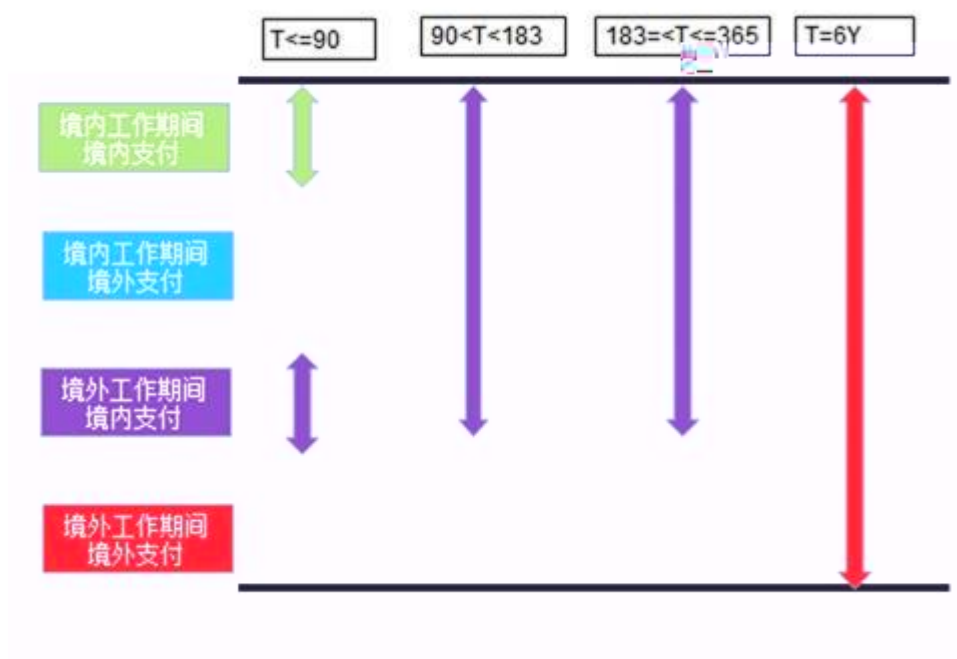 T<=90
90<T<183
183=<T<=365
T=6Y
境内工作期间
境内支付
境内工作期间
境外支付
境外工作期间
境内支付
境外工作期间
境外支付